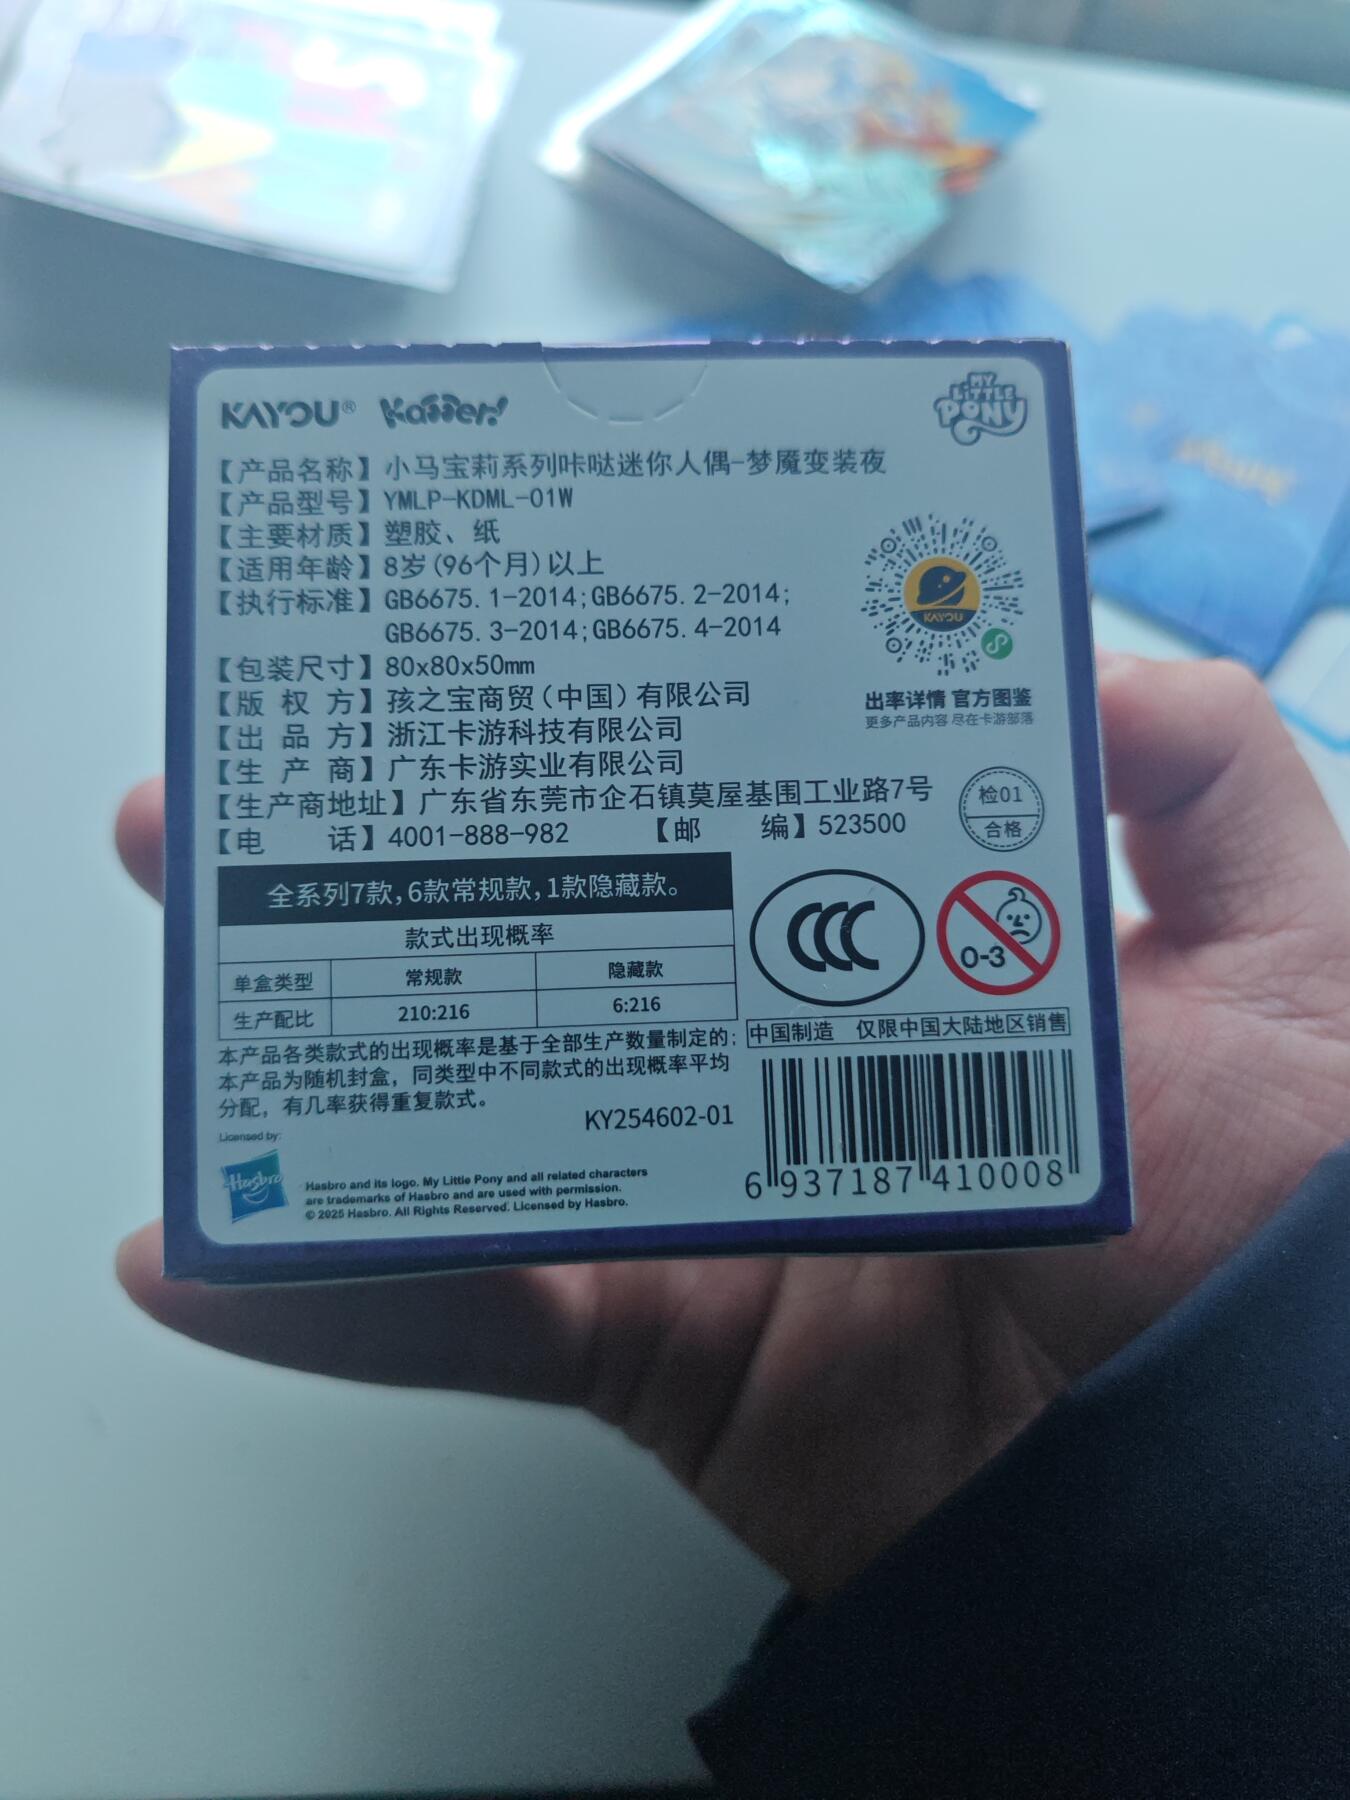 KAYOU® Kadder!
MY LITTLE PONY
【产品名称】小马宝莉系列咔哒迷你人偶-梦魇变装夜
【产品型号】YMLP-KDML-01W
【主要材质】塑胶、纸
【适用年龄】8岁(96个月)以上
【执行标准】GB6675.1-2014;GB6675.2-2014;
GB6675.3-2014;GB6675.4-2014
【包装尺寸】80x80x50mm
【版权方】孩之宝商贸(中国)有限公司
【出品方】浙江卡游科技有限公司
【生产商】广东卡游实业有限公司
【生产商地址】广东省东莞市企石镇莫屋基围工业路7号
【电话】4001-888-982 【邮编】523500
KAYOU
出率详情 官方图鉴
更多产品内容 尽在卡游部落
检01
合格
全系列7款,6款常规款,1款隐藏款。
款式出现概率
单盒类型 常规款 隐藏款
生产配比 210:216 6:216
CCC
0-3
中国制造 仅限中国大陆地区销售
本产品各类款式的出现概率是基于全部生产数量制定的;
本产品为随机封盒,同类型中不同款式的出现概率平均
分配,有几率获得重复款式。
KY254602-01
Licensed by:
Hasbro
Hasbro and its logo. My Little Pony and all related characters
are trademarks of Hasbro and are used with permission.
© 2025 Hasbro. All Rights Reserved. Licensed by Hasbro.
6 937187 410008